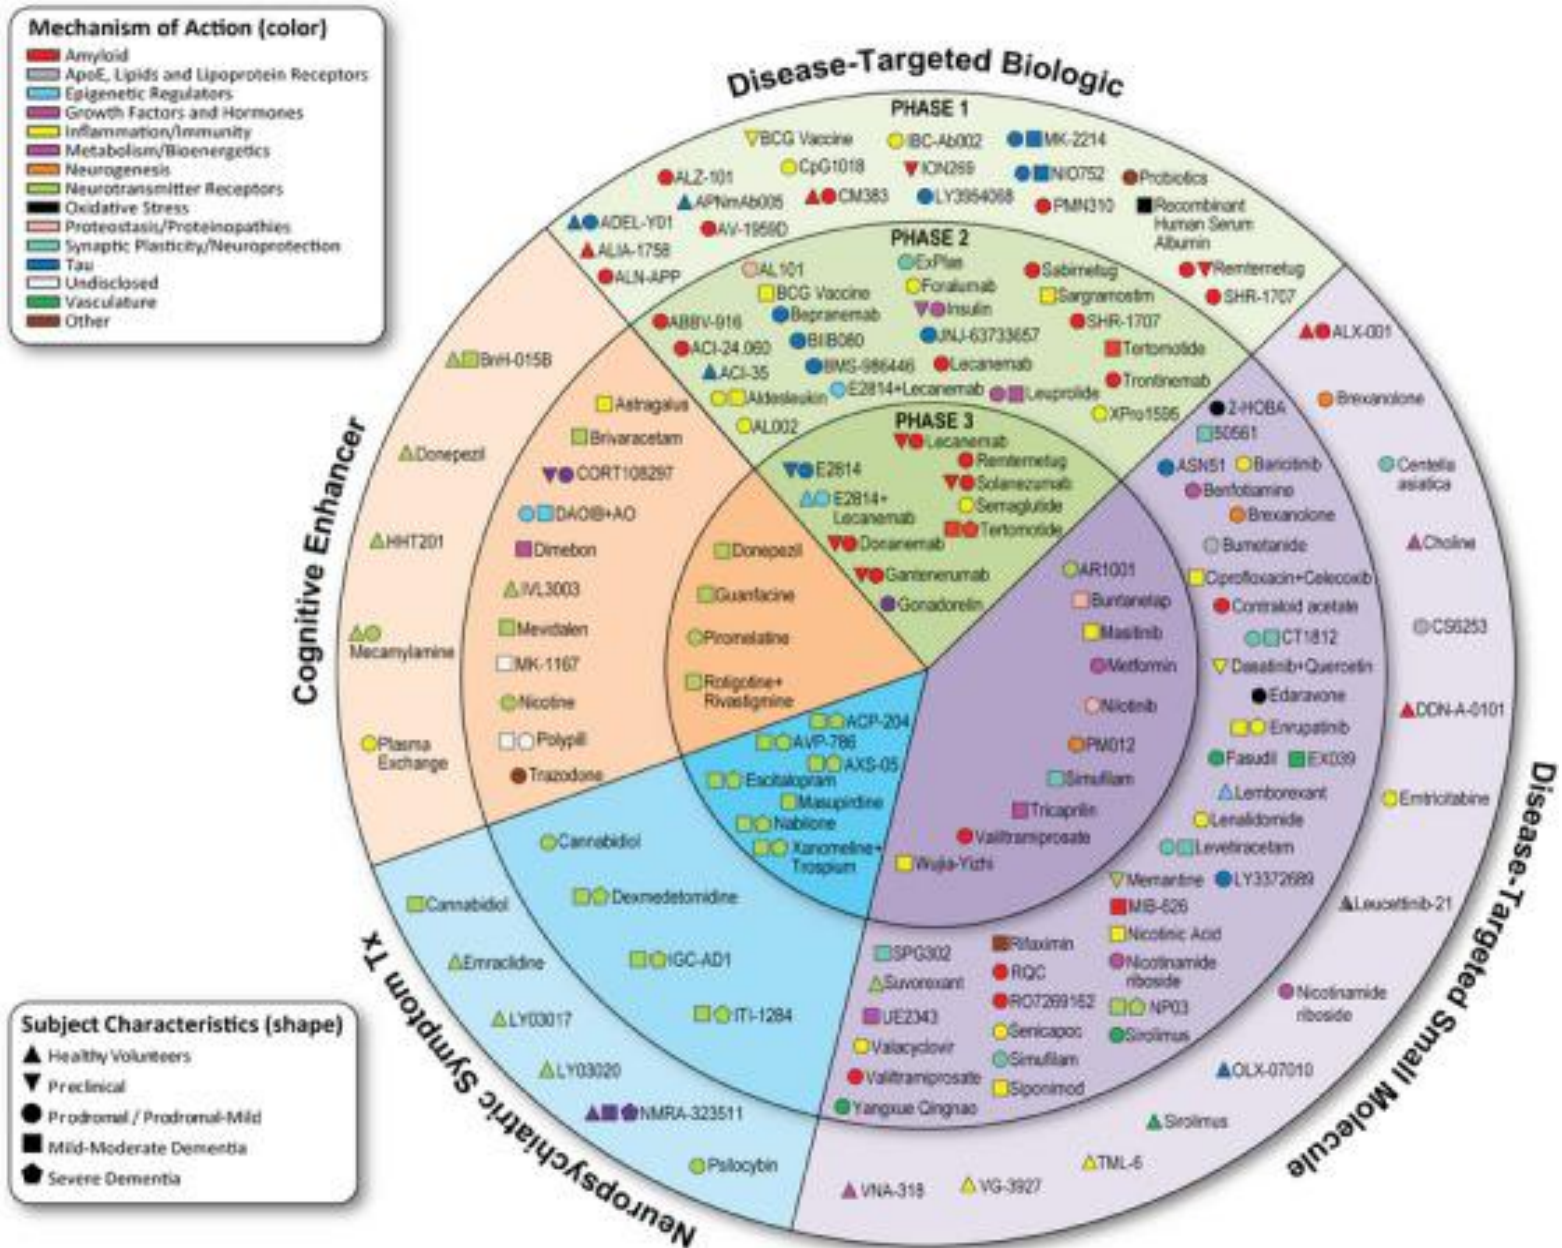 Mechanism of Action (color)
Amyloid
ApoE, Lipids and Lipoprotein Receptors
Epigenetic Regulators
Growth Factors and Hormones
Inflammation/Immunity
Metabolism/Bioenergetics
Neurogenesis
Neurotransmitter Receptors
Oxidative Stress
Proteostasis/Proteinopathies
Synaptic Plasticity/Neuroprotection
Tau
Undisclosed
Vasculature
Other
Disease-Targeted Biologic
PHASE 1
BCG Vaccine
IBC-Ab002
MK-2214
ALZ-101
CpG1018
ION269
NIO752
Probiotics
APNmAb005
CM383
LY3954068
PMN310
Recombinant
Human Serum
Albumin
ADEL-Y01
AV-1959D
ALIA-1758
ALN-APP
Remternetug
SHR-1707
PHASE 2
AL101
ExPlas
Sabirnetug
BCG Vaccine
Foralumab
Sargramostim
Bepranemab
Insulin
ABBV-916
SHR-1707
BIIB080
JNJ-63733657
ACI-24.060
Tertomotide
ACI-35
BMS-986446
Lecanemab
Trontinemab
Aldesleukin
E2814+Lecanemab
Leuprolide
AL002
XPro1595
PHASE 3
Lecanemab
E2814
Remternetug
Solanezumab
E2814+
Lecanemab
Semaglutide
Tertomotide
Donanemab
Gantenerumab
Gonadorelin
Cognitive Enhancer
BnH-015B
Donepezil
HHT201
Mecamylamine
Plasma
Exchange
Astragalus
Brivaracetam
CORT108297
DAOIB+AO
Dimebon
IVL3003
Mevidalen
MK-1167
Nicotine
Polypill
Trazodone
Donepezil
Guanfacine
Piromelatine
Rotigotine+
Rivastigmine
Neuropsychiatric Symptom Tx
ACP-204
AVP-786
AXS-05
Escitalopram
Masupirdine
Nabilone
Xanomeline+
Trospium
Cannabidiol
Dexmedetomidine
IGC-AD1
ITI-1284
Cannabidiol
Emraclidine
LY03017
LY03020
NMRA-323511
Psilocybin
Disease-Targeted Small Molecule
AR1001
Buntanetap
Masitinib
Metformin
Nilotinib
PM012
Simufilam
Tricaprilin
Valiltramiprosate
Wujia-Yizhi
2-HOBA
S0561
ASN51
Baricitinib
Benfotiamine
Brexanolone
Bumetanide
Ciprofloxacin+Celecoxib
Contraloid acetate
CT1812
Dasatinib+Quercetin
Edaravone
Enrupatinib
Fasudil
EX039
Lemborexant
Lenalidomide
Levetiracetam
Memantine
LY3372689
MIB-626
Nicotinic Acid
Nicotinamide
riboside
NP03
Sirolimus
Rifaximin
RQC
RO7269162
Senicapoc
Simufilam
Siponimod
SPG302
Suvorexant
UE2343
Valacyclovir
Valiltramiprosate
Yangxue Qingnao
ALX-001
Brexanolone
Centella
asiatica
Choline
CS6253
DDN-A-0101
Emtricitabine
Leucettinib-21
Nicotinamide
riboside
OLX-07010
Sirolimus
TML-6
VG-3927
VNA-318
Subject Characteristics (shape)
Healthy Volunteers
Preclinical
Prodromal / Prodromal-Mild
Mild-Moderate Dementia
Severe Dementia